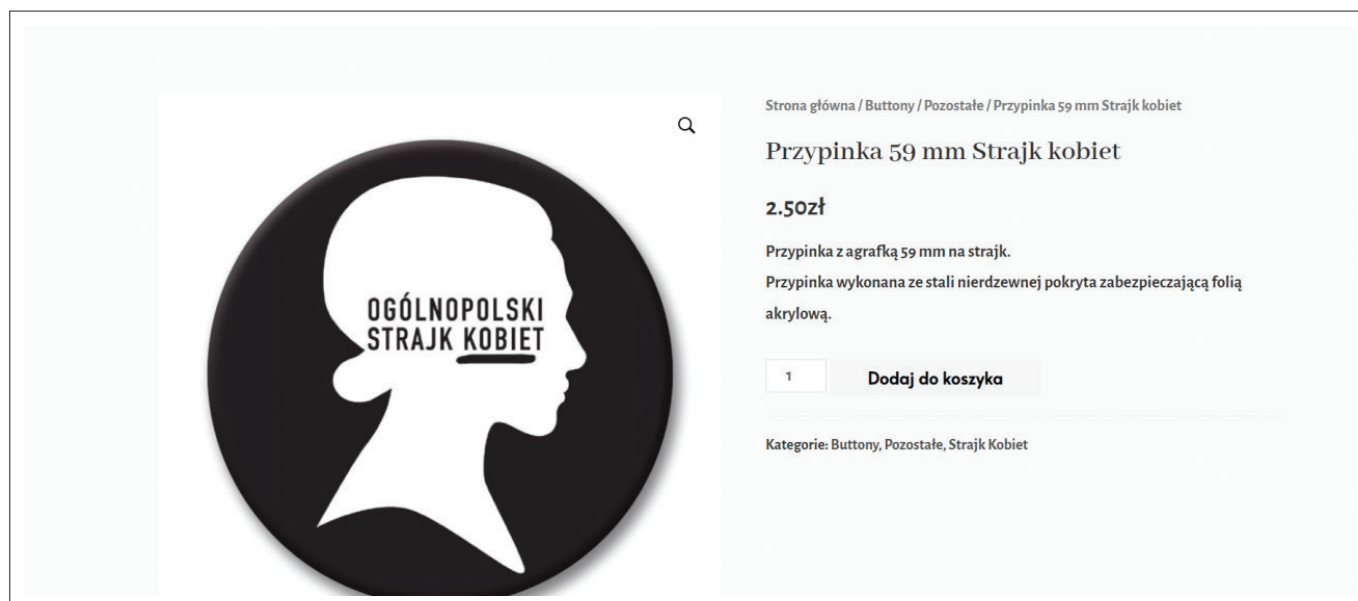 OGÓLNOPOLSKI
STRAJK KOBIET
Strona główna / Buttony / Pozostałe / Przypinka 59 mm Strajk kobiet
Przypinka 59 mm Strajk kobiet
2.50zł
Przypinka z agrafką 59 mm na strajk.
Przypinka wykonana ze stali nierdzewnej pokryta zabezpieczającą folią
akrylową.
1
Dodaj do koszyka
Kategorie: Buttony, Pozostałe, Strajk Kobiet